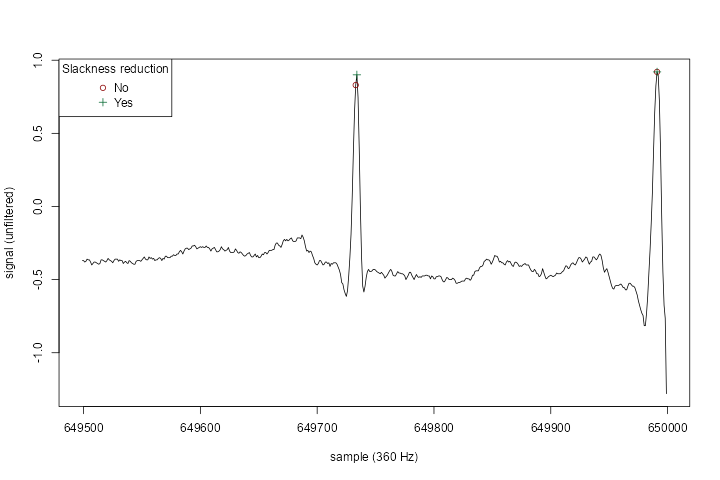 Slackness reduction
No
Yes
1.0
0.5
0.0
-0.5
-1.0
signal (unfiltered)
649500 649600 649700 649800 649900 650000
sample (360 Hz)